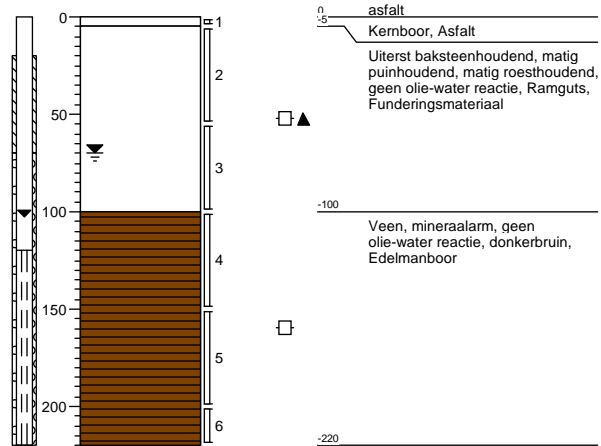 0
50
100
150
200
1
2
3
4
5
6
0
asfalt
-5
Kernboor, Asfalt
Uiterst baksteenhoudend, matig
puinhoudend, matig roesthoudend,
geen olie-water reactie, Ramguts,
Funderingsmateriaal
-100
Veen, mineraalarm, geen
olie-water reactie, donkerbruin,
Edelmanboor
-220